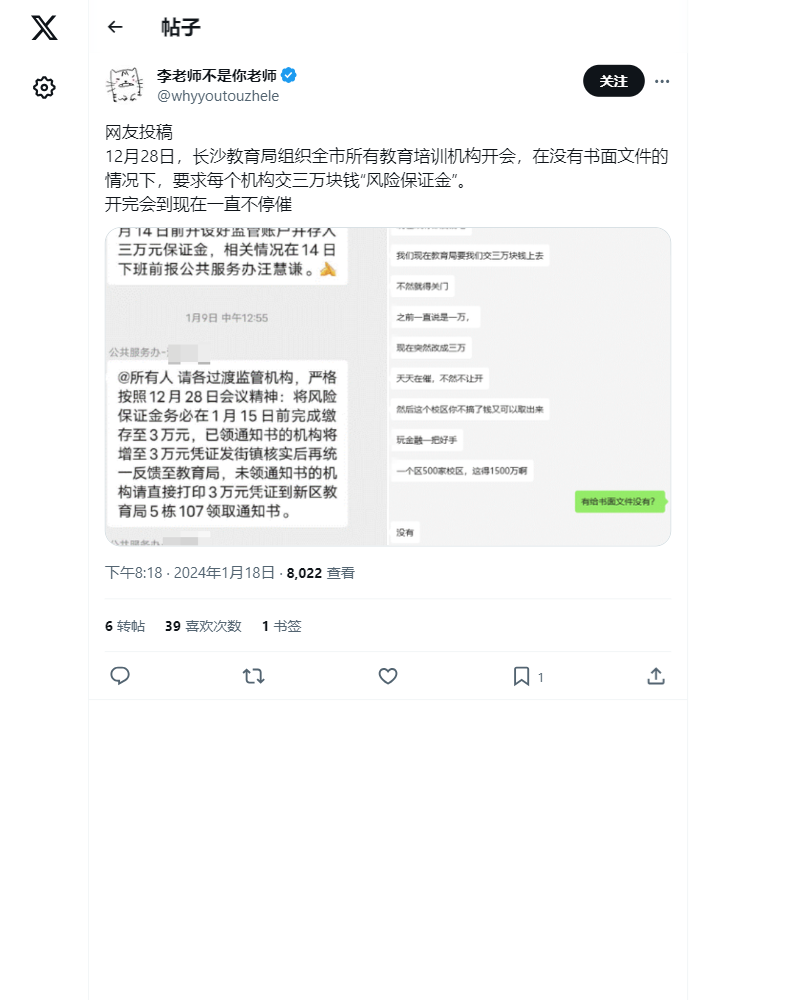 帖子
李老师不是你老师
@whyyoutouzhele
关注
网友投稿
12月28日，长沙教育局组织全市所有教育培训机构开会，在没有书面文件的
情况下，要求每个机构交三万块钱“风险保证金”。
开完会到现在一直不停催
月14日前开设好监管账户并存入
三万元保证金，相关情况在14日
下班前报公共服务办汪慧谦。
1月9日 中午12:55
公共服务办-
@所有人 请各过渡监管机构，严格
按照12月28日会议精神：将风险
保证金务必在1月15日前完成缴
存至3万元，已领通知书的机构将
增至3万元凭证发街镇核实后再统
一反馈至教育局，未领通知书的机
构请直接打印3万元凭证到新区教
育局5栋107领取通知书。
公共服务办-
我们现在教育局要我们交三万块钱上去
不然就得关门
之前一直说是一万，
现在突然改成三万
天天在催，不然不让开
然后这个校区你不搞了钱又可以取出来
玩金融一把好手
一个区500家校区，这得1500万啊
有给书面文件没有？
没有
下午8:18 · 2024年1月18日 · 8,022 查看
6 转帖 39 喜欢次数 1 书签
1